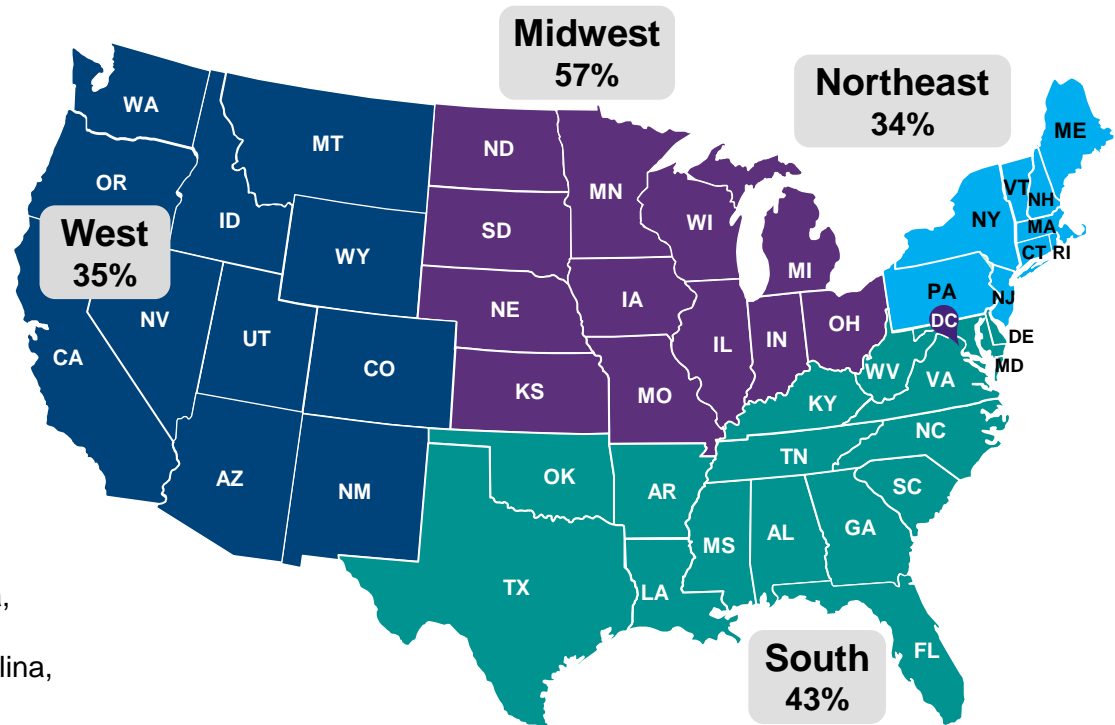 Midwest
57%
Northeast
34%
West
35%
South
43%
WA
OR
CA
ID
NV
MT
WY
UT
AZ
CO
NM
ND
SD
NE
KS
MN
IA
MO
WI
IL
MI
IN
OH
OK
TX
AR
LA
MS
AL
TN
KY
GA
FL
SC
NC
VA
WV
DC
MD
DE
PA
NJ
NY
CT
RI
MA
VT
NH
ME
,
lina,